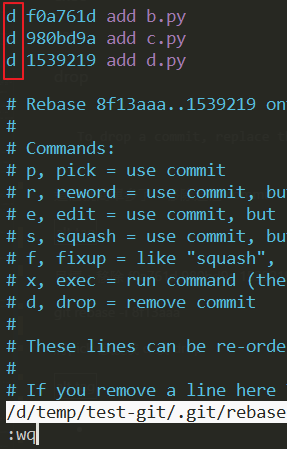 d f0a761d add b.py
d 980bd9a add c.py
d 1539219 add d.py
# Rebase 8f13aaa..1539219 on
#
# Commands:
# p, pick = use commit
# r, reword = use commit, bu
# e, edit = use commit, but
# s, squash = use commit, bu
# f, fixup = like "squash",
# x, exec = run command (the
# d, drop = remove commit
#
# These lines can be re-orde
#
# If you remove a line here
/d/temp/test-git/.git/rebase
:wq